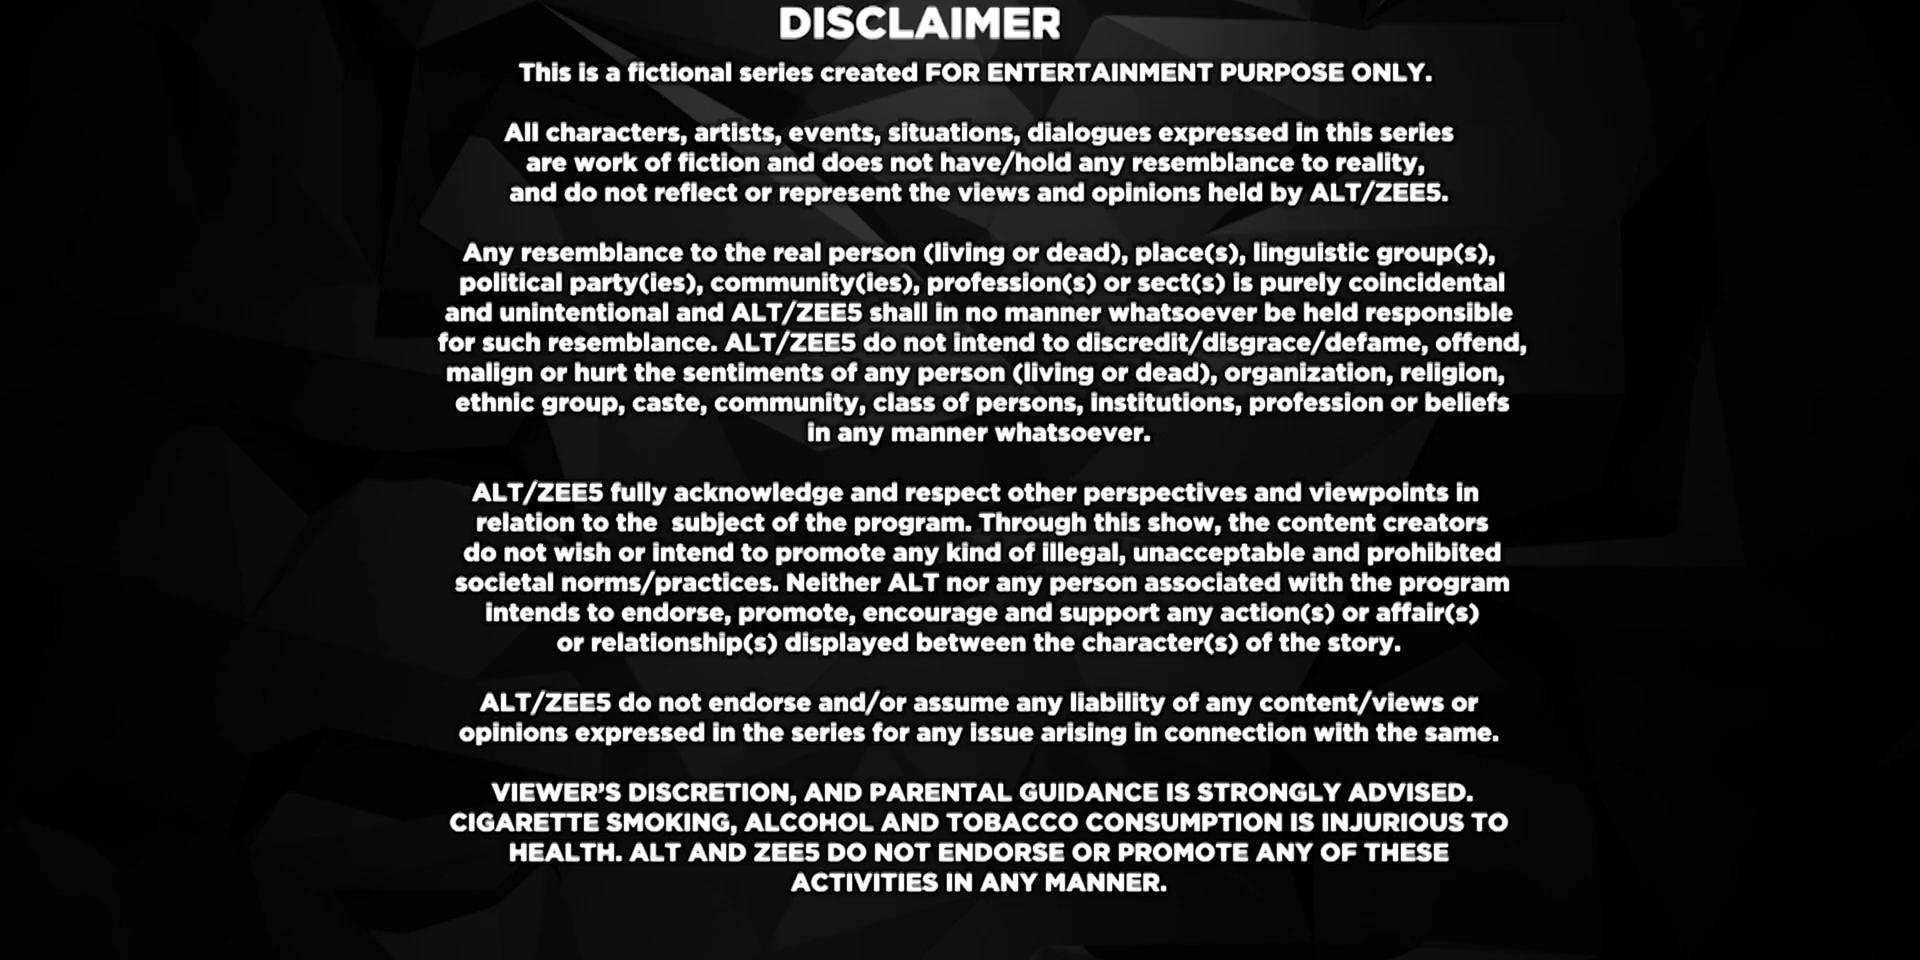 DISCLAIMER
This is a fictional series created FOR ENTERTAINMENT PURPOSE ONLY.
All characters, artists, events, situations, dialogues expressed in this series
are work of fiction and does not have/hold any resemblance to reality,
and do not reflect or represent the views and opinions held by ALT/ZEE5.
Any resemblance to the real person (living or dead), place(s), linguistic group(s),
political party(ies), community(ies), profession(s) or sect(s) is purely coincidental
and unintentional and ALT/ZEE5 shall in no manner whatsoever be held responsible
for such resemblance. ALT/ZEE5 do not intend to discredit/disgrace/defame, offend,
malign or hurt the sentiments of any person (living or dead), organization, religion,
ethnic group, caste, community, class of persons, institutions, profession or beliefs
in any manner whatsoever.
ALT/ZEE5 fully acknowledge and respect other perspectives and viewpoints in
relation to the  subject of the program. Through this show, the content creators
do not wish or intend to promote any kind of illegal, unacceptable and prohibited
societal norms/practices. Neither ALT nor any person associated with the program
intends to endorse, promote, encourage and support any action(s) or affair(s)
or relationship(s) displayed between the character(s) of the story.
ALT/ZEE5 do not endorse and/or assume any liability of any content/views or
opinions expressed in the series for any issue arising in connection with the same.
VIEWER'S DISCRETION, AND PARENTAL GUIDANCE IS STRONGLY ADVISED.
CIGARETTE SMOKING, ALCOHOL AND TOBACCO CONSUMPTION IS INJURIOUS TO
HEALTH. ALT AND ZEE5 DO NOT ENDORSE OR PROMOTE ANY OF THESE
ACTIVITIES IN ANY MANNER.